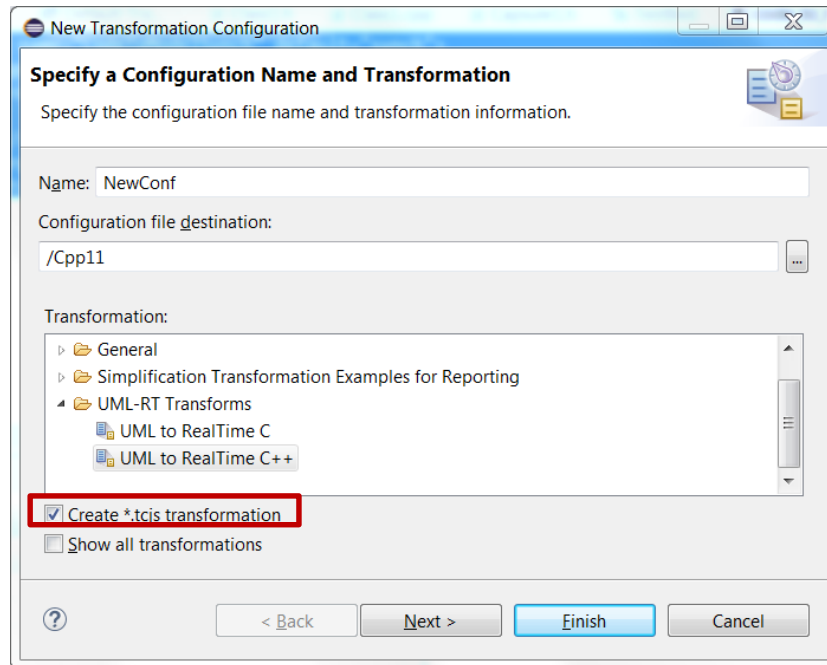 New Transformation Configuration
Specify a Configuration Name and Transformation
Specify the configuration file name and transformation information.
Name: NewConf
Configuration file destination:
/Cpp11
...
Transformation:
General
Simplification Transformation Examples for Reporting
UML-RT Transforms
UML to RealTime C
UML to RealTime C++
Create *.tcjs transformation
Show all transformations
? < Back Next > Finish Cancel